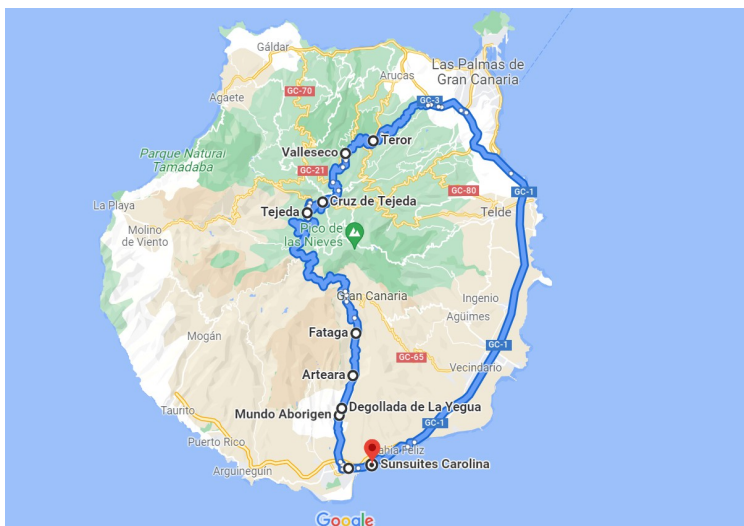 Gáldar
Las Palmas de
Gran Canaria
Arucas
GC-70
Agaete
GC-3
Teror
Valleseco
Parque Natural
Tamadaba
GC-21
GC-80
GC-1
La Playa
Cruz de Tejeda
Tejeda
Telde
Molino
de Viento
Pico de
las Nieves
Gran Canaria
Ingenio
Agüimes
Fataga
Mogán
GC-1
GC-65
Vecindario
Arteara
Degollada de La Yegua
Mundo Aborigen
Taurito
GC-1
Puerto Rico
Bahía Feliz
Sunsuites Carolina
Arguineguín
Google